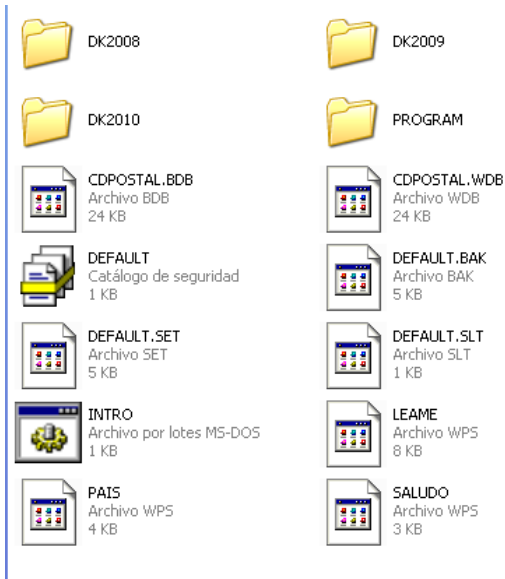 DK2008
DK2009
DK2010
PROGRAM
CDPOSTAL.BDB
Archivo BDB
24 KB
CDPOSTAL.WDB
Archivo WDB
24 KB
DEFAULT
Catálogo de seguridad
1 KB
DEFAULT.BAK
Archivo BAK
5 KB
DEFAULT.SET
Archivo SET
5 KB
DEFAULT.SLT
Archivo SLT
1 KB
INTRO
Archivo por lotes MS-DOS
1 KB
LEAME
Archivo WPS
8 KB
PAIS
Archivo WPS
4 KB
SALUDO
Archivo WPS
3 KB